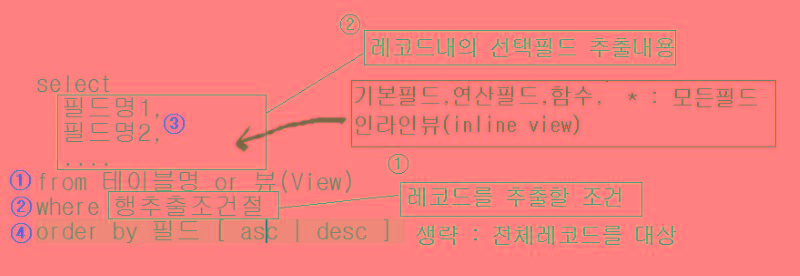 ②
레코드내의 선택필드 추출내용
select
필드명1,
필드명2, ③
....
기본필드,연산필드,함수, * : 모든필드
인라인뷰(inline view)
①
① from 테이블명 or 뷰(View)
② where 행추출조건절
레코드를 추출할 조건
④ order by 필드 [ asc | desc ]
생략 : 전체레코드를 대상